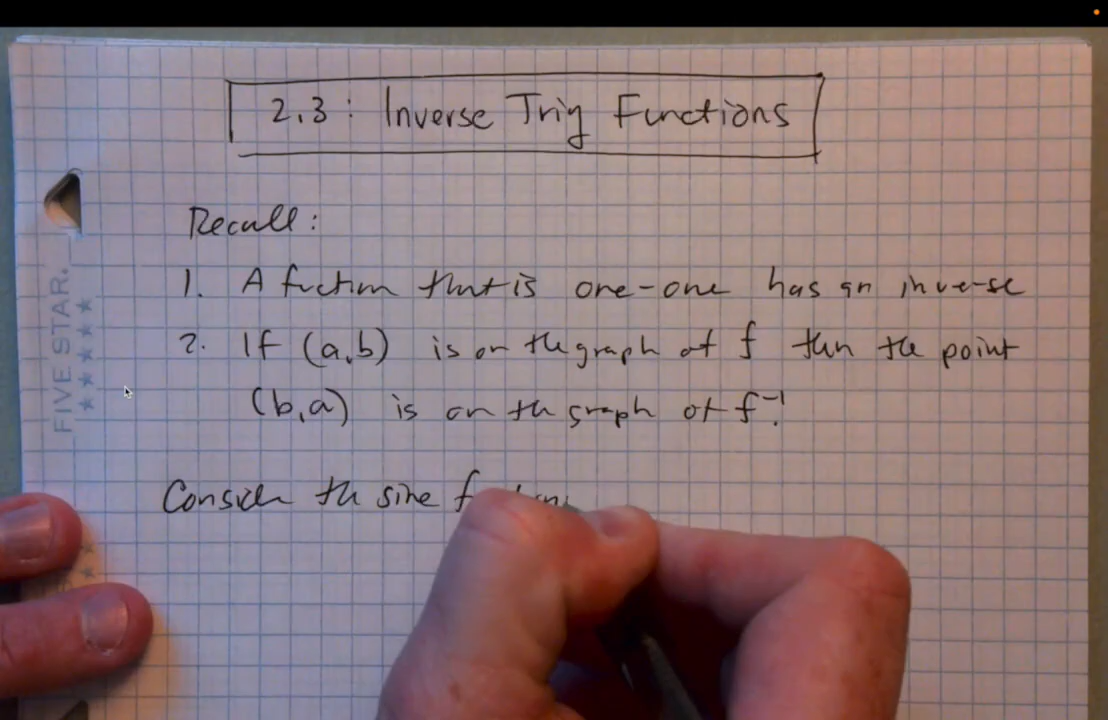 2.3: Inverse Trig Functions
Recall:
1. A fuction that is one-one has an inverse
2. If (a,b) is on the graph of f then the point
(b,a) is on the graph of f⁻¹.
Consider the sine
FIVE STAR.